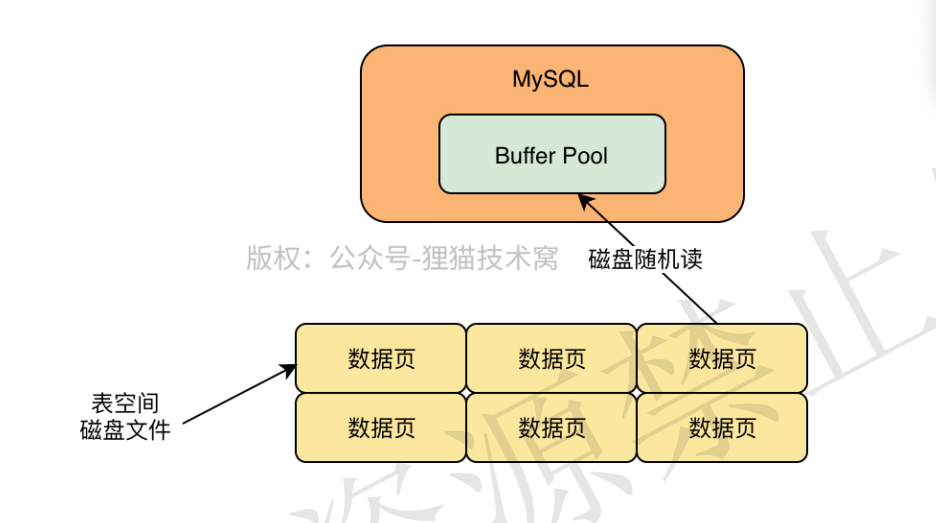 MySQL
Buffer Pool
版权：公众号-狸猫技术窝
磁盘随机读
数据页 数据页 数据页
表空间
磁盘文件
数据页 数据页 数据页
资源禁止